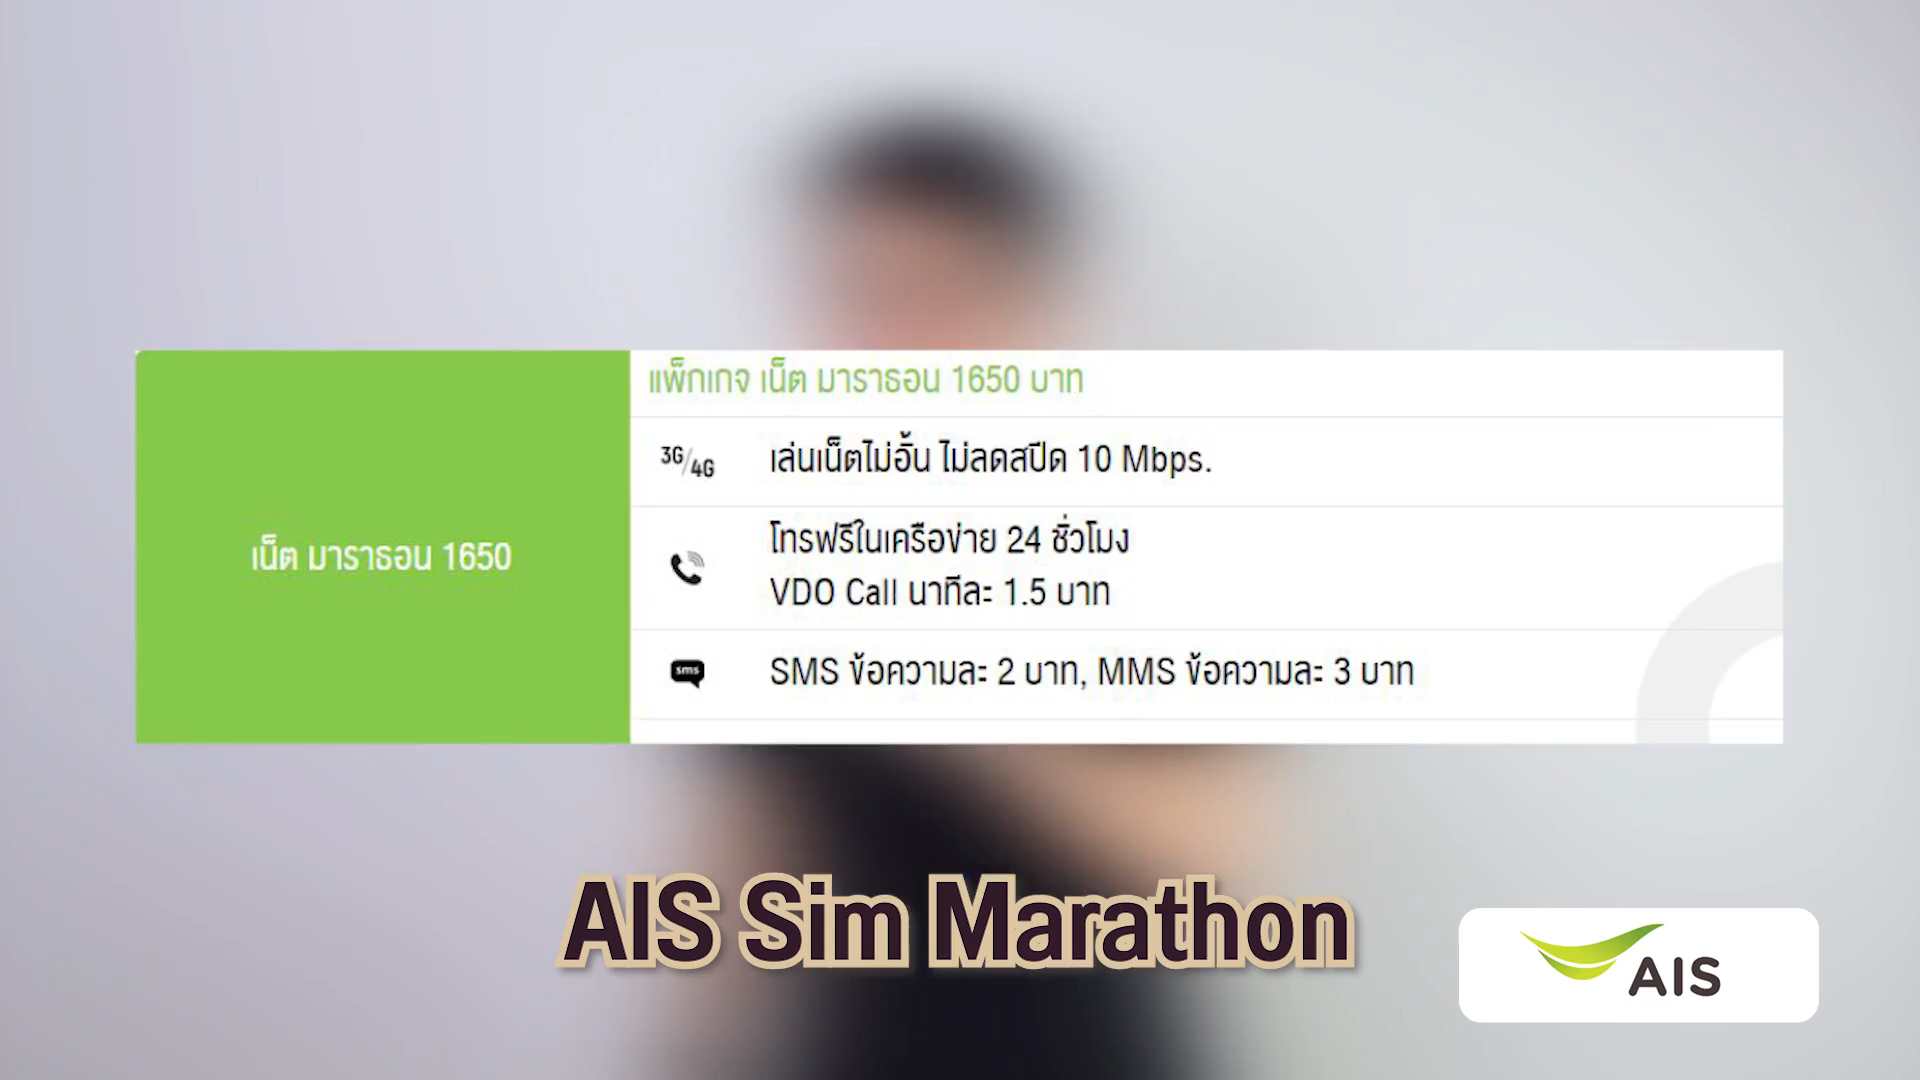 แพ็กเกจ เน็ต มาราธอน 1650 บาท
3G/4G
เล่นเน็ตไม่อั้น ไม่ลดสปีด 10 Mbps.
เน็ต มาราธอน 1650
โทรฟรีในเครือข่าย 24 ชั่วโมง
VDO Call นาทีละ 1.5 บาท
sms
SMS ข้อความละ 2 บาท, MMS ข้อความละ 3 บาท
AIS Sim Marathon
AIS